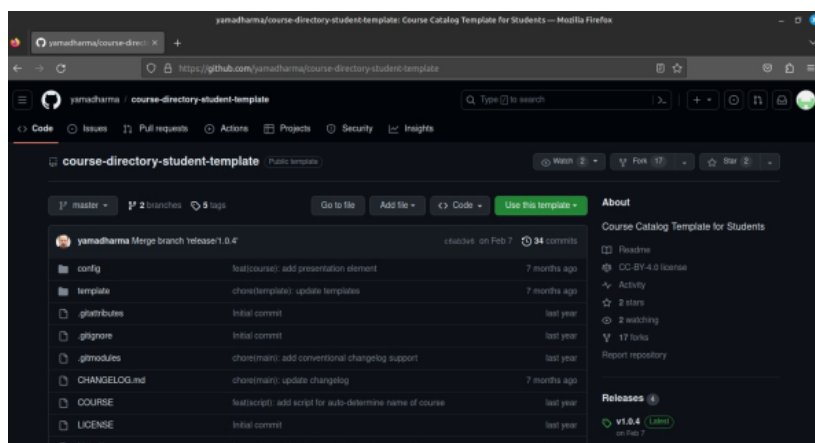 yamadharma/course-directory-student-template: Course Catalog Template for Students — Mozilla Firefox
yamadharma/course-direct
https://github.com/yamadharma/course-directory-student-template
yamadharma / course-directory-student-template
Type / to search
Code Issues Pull requests Actions Projects Security Insights
course-directory-student-template Public template
Watch 2 Fork 17 Star 2
master 2 branches 5 tags Go to file Add file Code Use this template
yamadharma Merge branch 'release/1.0.4' on Feb 7 34 commits
config feat(course): add presentation element 7 months ago
template chore(template): update templates 7 months ago
.gitattributes Initial commit last year
.gitignore Initial commit last year
.gitmodules chore(main): add conventional changelog support last year
CHANGELOG.md chore(main): update changelog 7 months ago
COURSE feat(script): add script for auto-determine name of course last year
LICENSE Initial commit last year
About
Course Catalog Template for Students
Readme
CC-BY-4.0 license
Activity
2 stars
2 watching
17 forks
Report repository
Releases 4
v1.0.4 Latest
on Feb 7